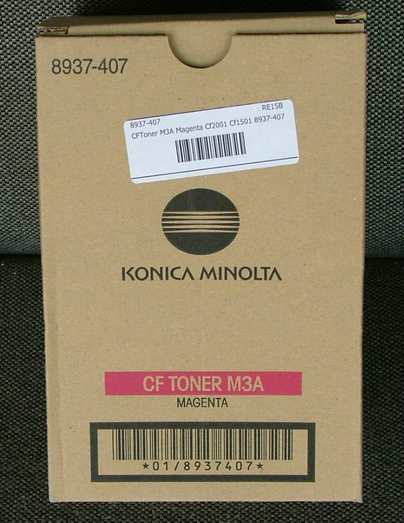 8937-407
8937-407 RE15B
CFToner M3A Magenta Cf2001 Cf1501 8937-407
KONICA MINOLTA
CF TONER M3A
MAGENTA
*01/8937407*